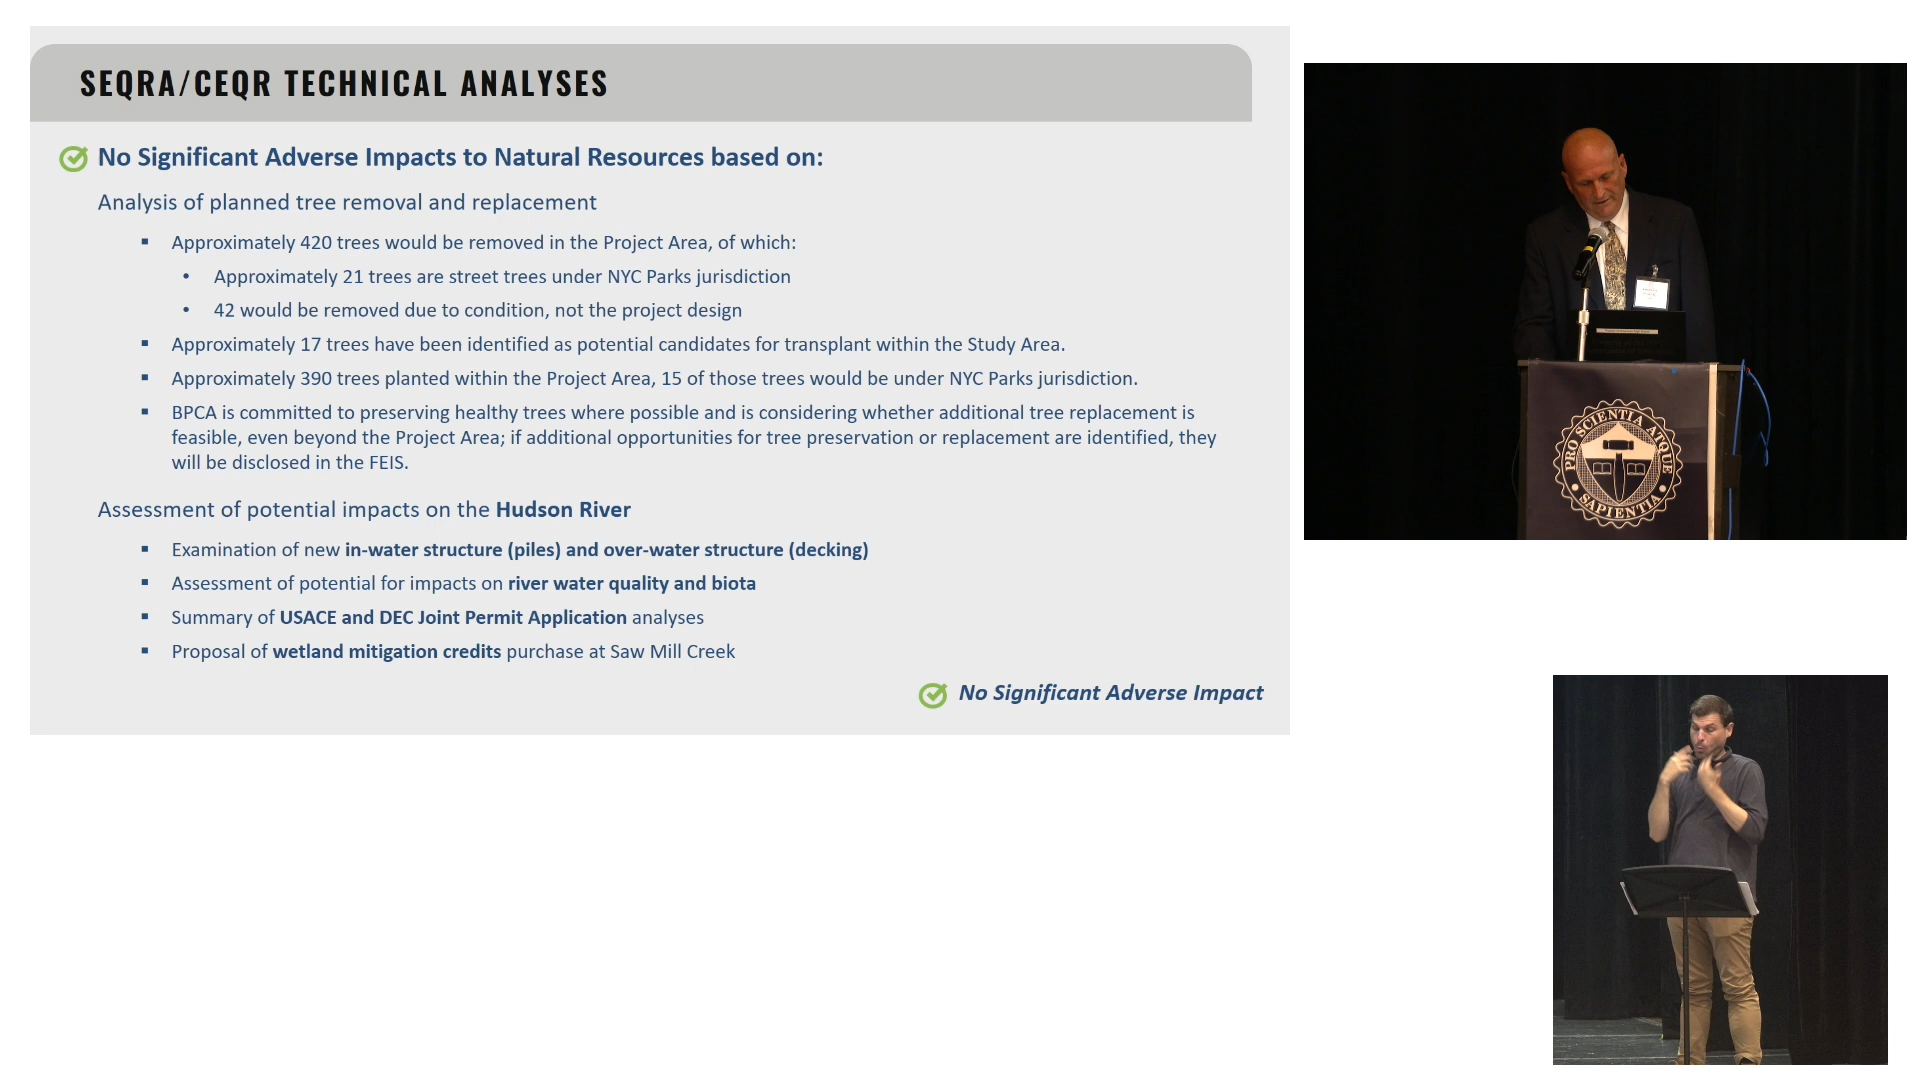 SEQRA/CEQR TECHNICAL ANALYSES
No Significant Adverse Impacts to Natural Resources based on:
Analysis of planned tree removal and replacement
▪ Approximately 420 trees would be removed in the Project Area, of which:
• Approximately 21 trees are street trees under NYC Parks jurisdiction
• 42 would be removed due to condition, not the project design
▪ Approximately 17 trees have been identified as potential candidates for transplant within the Study Area.
▪ Approximately 390 trees planted within the Project Area, 15 of those trees would be under NYC Parks jurisdiction.
▪ BPCA is committed to preserving healthy trees where possible and is considering whether additional tree replacement is
feasible, even beyond the Project Area; if additional opportunities for tree preservation or replacement are identified, they
will be disclosed in the FEIS.
Assessment of potential impacts on the Hudson River
▪ Examination of new in-water structure (piles) and over-water structure (decking)
▪ Assessment of potential for impacts on river water quality and biota
▪ Summary of USACE and DEC Joint Permit Application analyses
▪ Proposal of wetland mitigation credits purchase at Saw Mill Creek
No Significant Adverse Impact
PRO SCIENTIA ATQUE
SAPIENTIA